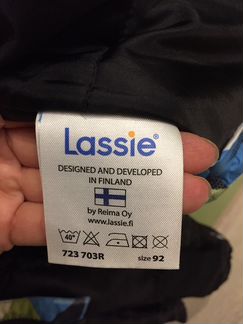 Lassie®
DESIGNED AND DEVELOPED
IN FINLAND
by Reima Oy
www.lassie.fi
40°
723 703R size 92